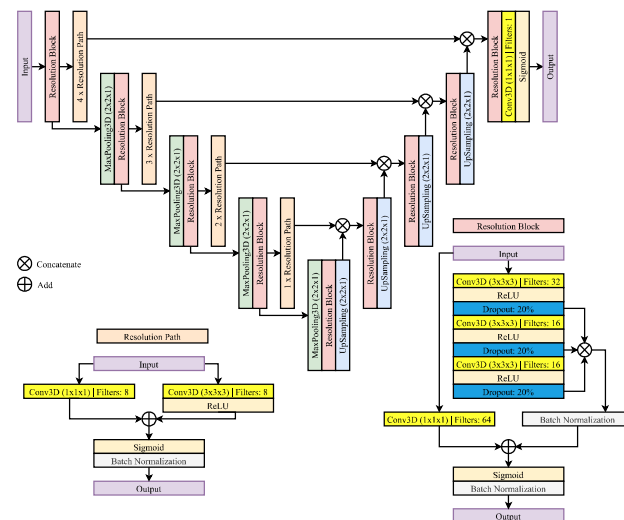 Input
Resolution Block
4 x Resolution Path
Resolution Block
Conv3D (1x1x1) | Filters: 1
Sigmoid
Output
MaxPooling3D (2x2x1)
Resolution Block
3 x Resolution Path
Resolution Block
UpSampling (2x2x1)
MaxPooling3D (2x2x1)
Resolution Block
2 x Resolution Path
Resolution Block
UpSampling (2x2x1)
MaxPooling3D (2x2x1)
Resolution Block
1 x Resolution Path
Resolution Block
UpSampling (2x2x1)
MaxPooling3D (2x2x1)
Resolution Block
UpSampling (2x2x1)
Concatenate
Add
Resolution Path
Input
Conv3D (1x1x1) | Filters: 8
Conv3D (3x3x3) | Filters: 8
ReLU
Sigmoid
Batch Normalization
Output
Resolution Block
Input
Conv3D (3x3x3) | Filters: 32
ReLU
Dropout: 20%
Conv3D (3x3x3) | Filters: 16
ReLU
Dropout: 20%
Conv3D (3x3x3) | Filters: 16
ReLU
Dropout: 20%
Conv3D (1x1x1) | Filters: 64
Batch Normalization
Sigmoid
Batch Normalization
Output